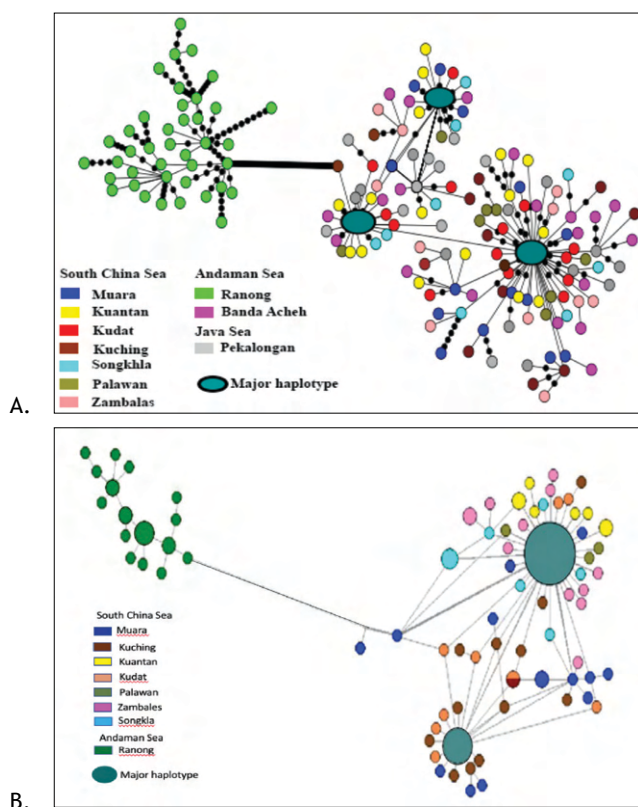 South China Sea
Muara
Kuantan
Kudat
Kuching
Songkhla
Palawan
Zambalas
Andaman Sea
Ranong
Banda Acheh
Java Sea
Pekalongan
Major haplotype
A.
South China Sea
Muara
Kuching
Kuantan
Kudat
Palawan
Zambales
Songkla
Andaman Sea
Ranong
Major haplotype
B.